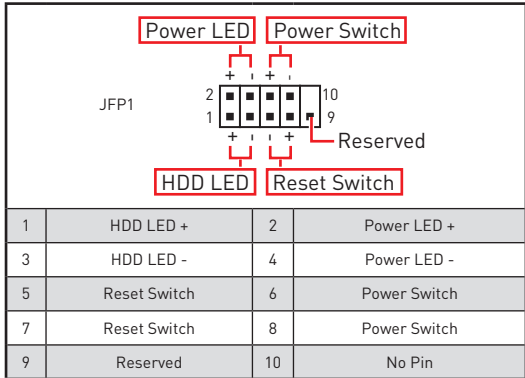 Power LED Power Switch
+ - + -
JFP1
2 10
1 9
+ - - +
Reserved
HDD LED Reset Switch
1 HDD LED + 2 Power LED +
3 HDD LED - 4 Power LED -
5 Reset Switch 6 Power Switch
7 Reset Switch 8 Power Switch
9 Reserved 10 No Pin